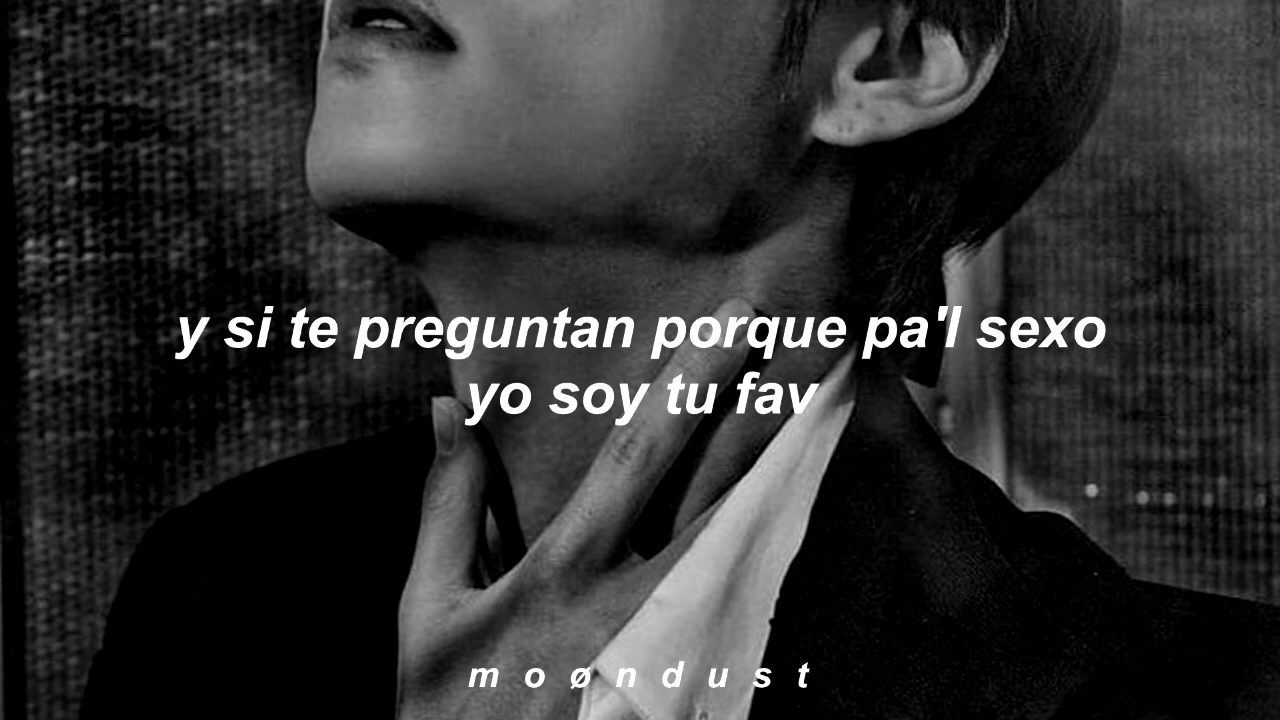 y si te preguntan porque pa'l sexo
yo soy tu fav
m o ø n d u s t